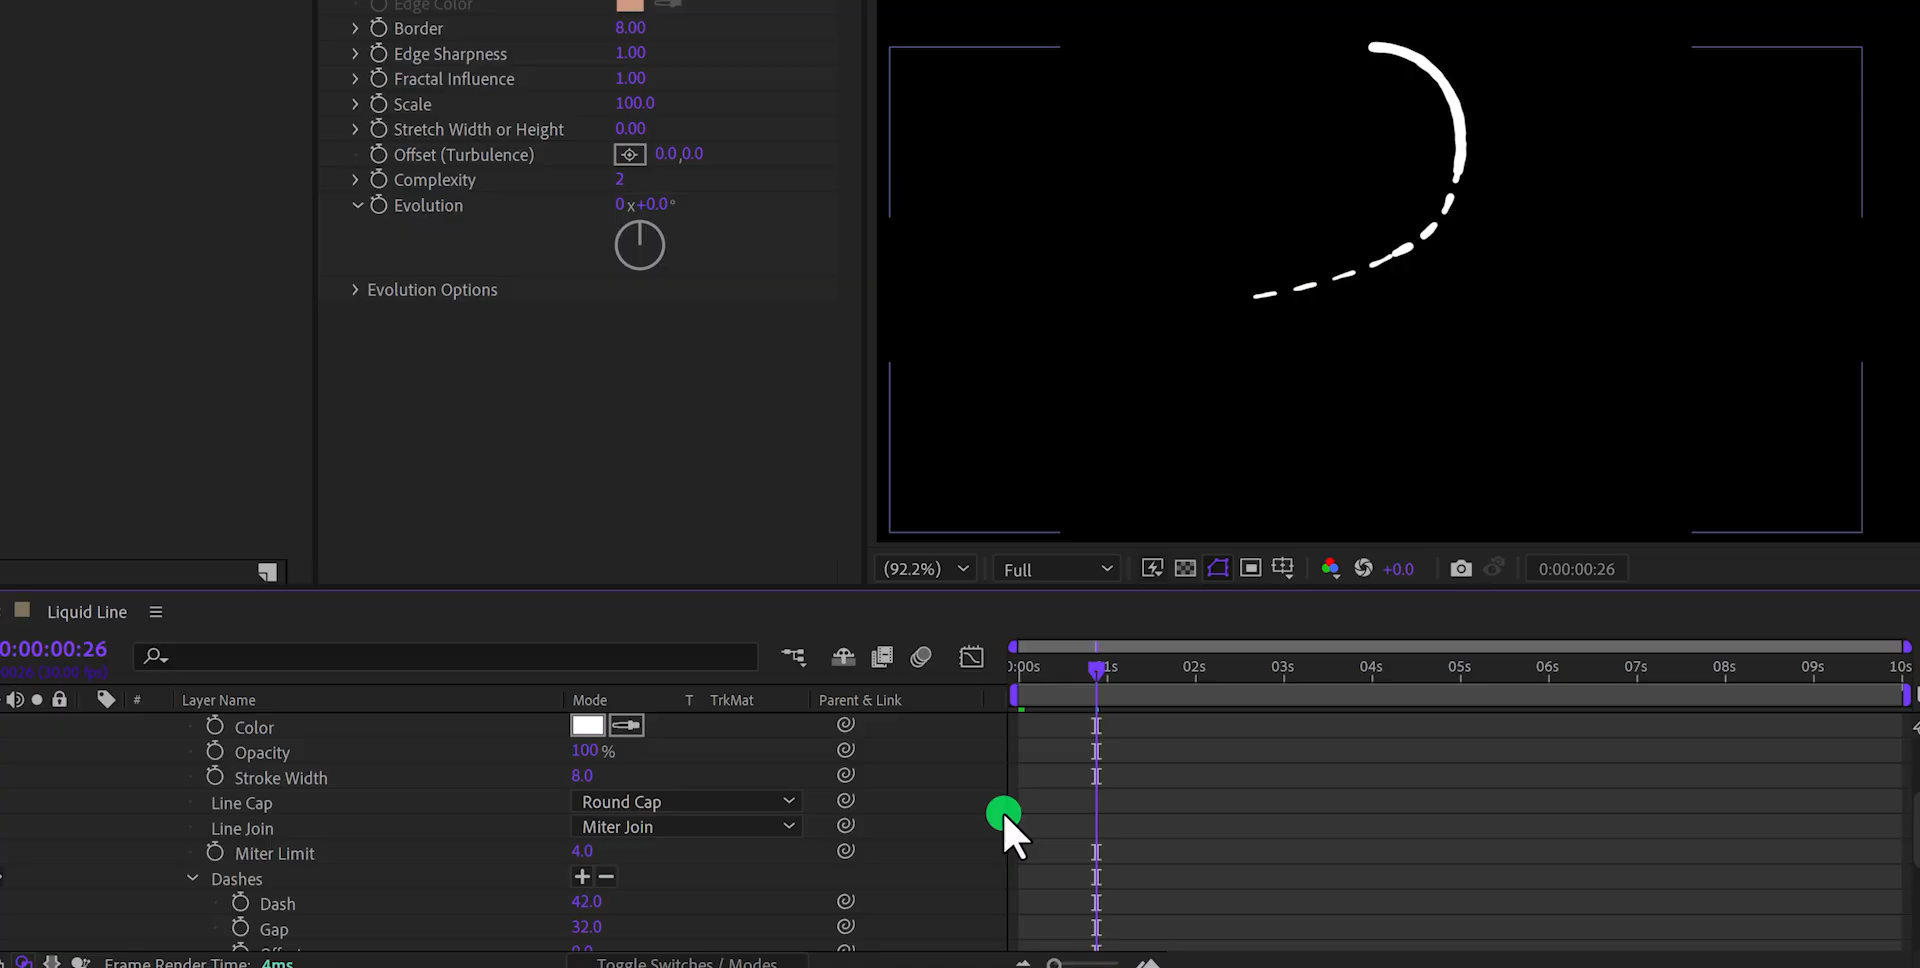 Edge Color
Border 8.00
Edge Sharpness 1.00
Fractal Influence 1.00
Scale 100.0
Stretch Width or Height 0.00
Offset (Turbulence) 0.0,0.0
Complexity 2
Evolution 0x+0.0°
Evolution Options
(92.2%) Full +0.0 0:00:00:26
Liquid Line
0:00:00:26
0026 (30.00 fps)
:00s 01s 02s 03s 04s 05s 06s 07s 08s 09s 10s
# Layer Name Mode T TrkMat Parent & Link
Color
Opacity 100 %
Stroke Width 8.0
Line Cap Round Cap
Line Join Miter Join
Miter Limit 4.0
Dashes + −
Dash 42.0
Gap 32.0
Offset 0.0
Frame Render Time: 4ms Toggle Switches / Modes